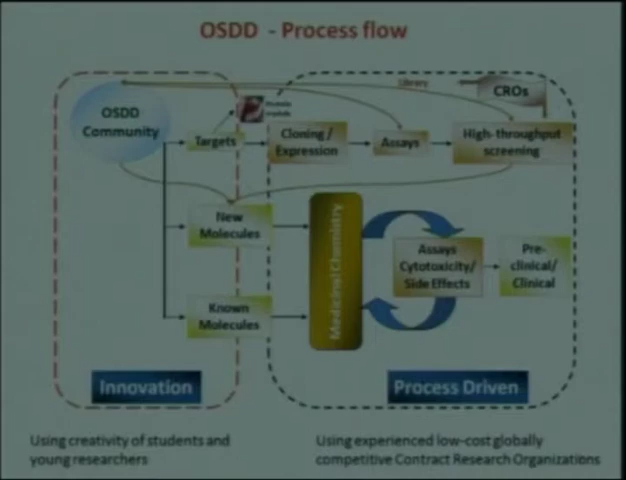 OSDD - Process flow
Library
CROs
OSDD
Community
Targets
Cloning /
Expression
Assays
High-throughput
screening
New
Molecules
Medicinal Chemistry
Assays
Cytotoxicity/
Side Effects
Pre-
clinical/
Clinical
Known
Molecules
Innovation
Process Driven
Using creativity of students and
young researchers
Using experienced low-cost globally
competitive Contract Research Organizations